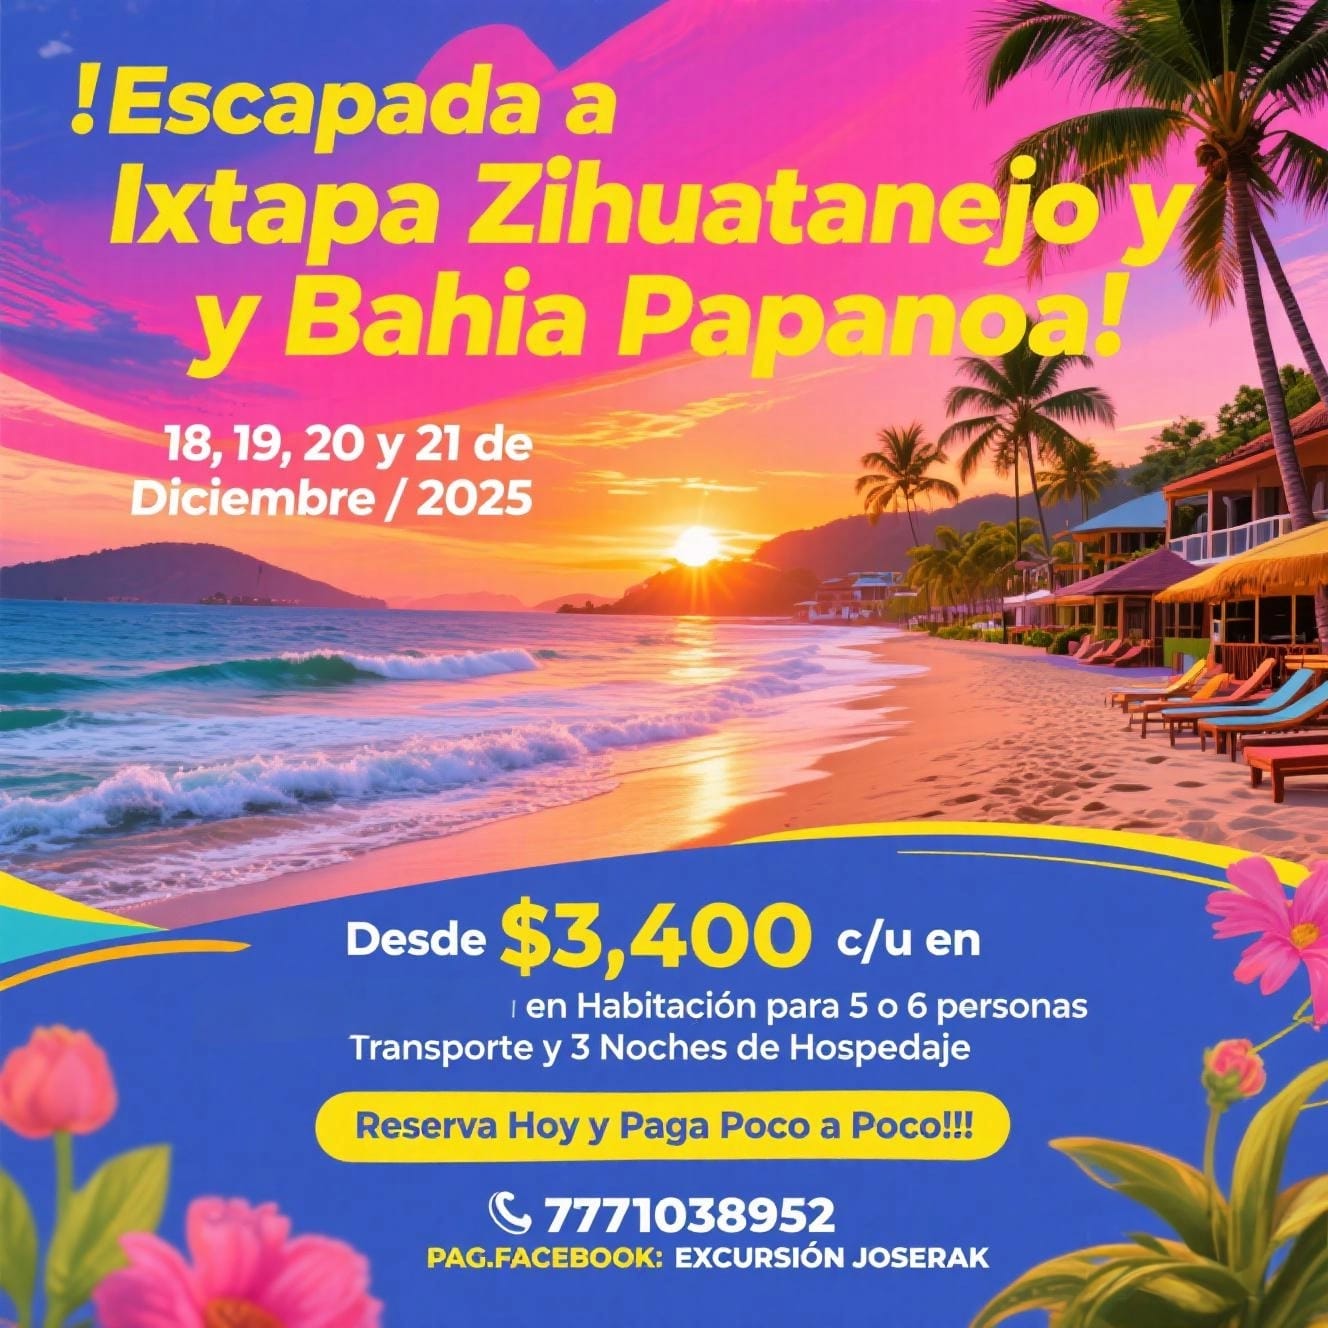 !Escapada a
Ixtapa Zihuatanejo y
y Bahia Papanoa!
18, 19, 20 y 21 de
Diciembre / 2025
Desde $3,400 c/u en
en Habitación para 5 o 6 personas
Transporte y 3 Noches de Hospedaje
Reserva Hoy y Paga Poco a Poco!!!
7771038952
PAG.FACEBOOK: EXCURSIÓN JOSERAK